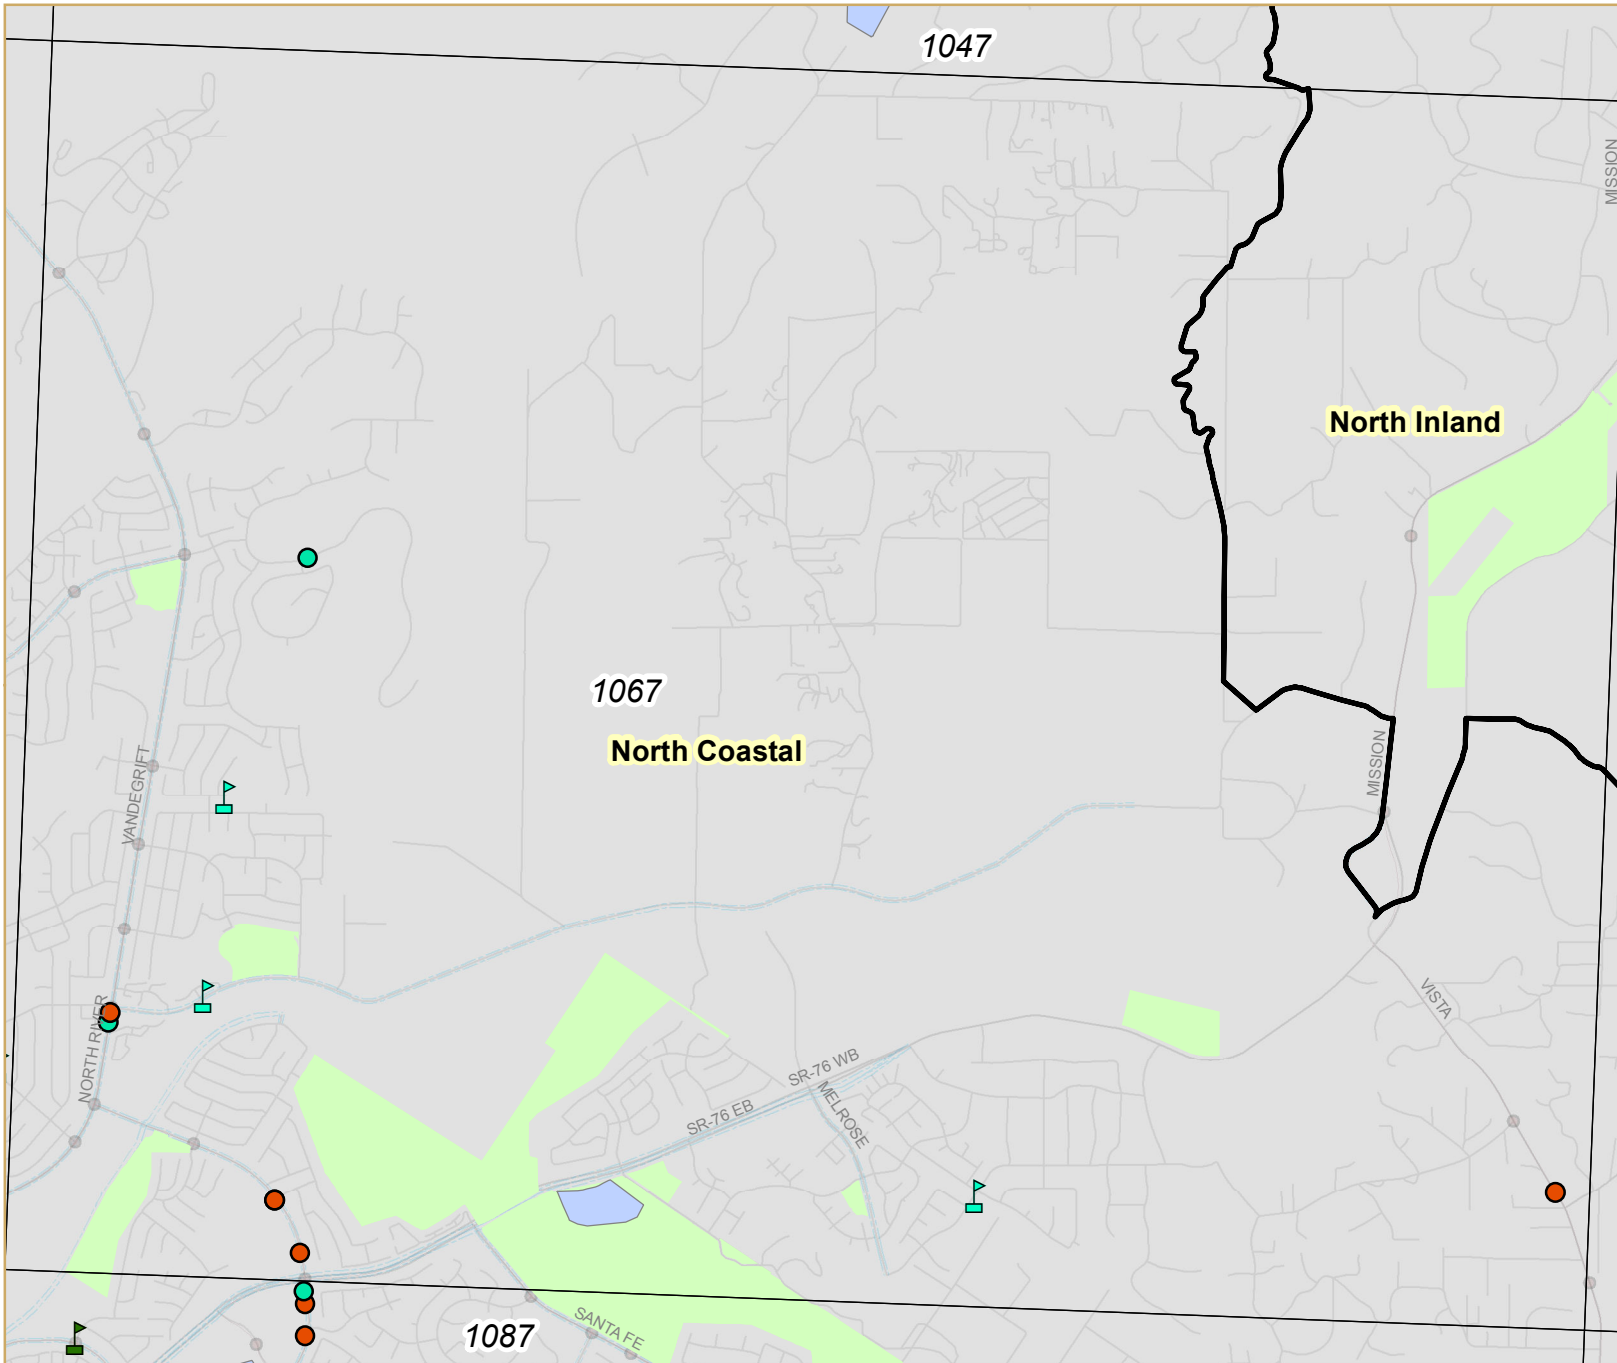 1047
MISSION
North Inland
1067
North Coastal
VANDEGRIFT
MISSION
VISTA
NORTH RIVER
SR-76 WB
SR-76 EB
MELROSE
1087
SANTA FE